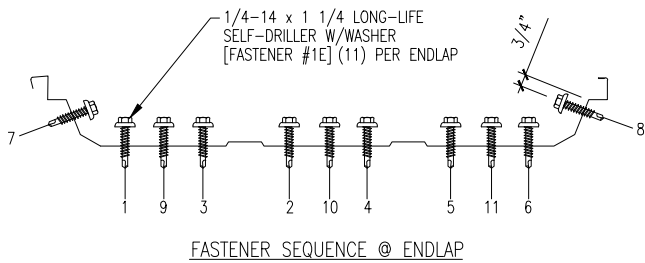 1/4-14 x 1 1/4 LONG-LIFE
SELF-DRILLER W/WASHER
[FASTENER #1E] (11) PER ENDLAP
3/4"
7
8
1 9 3 2 10 4 5 11 6
FASTENER SEQUENCE @ ENDLAP